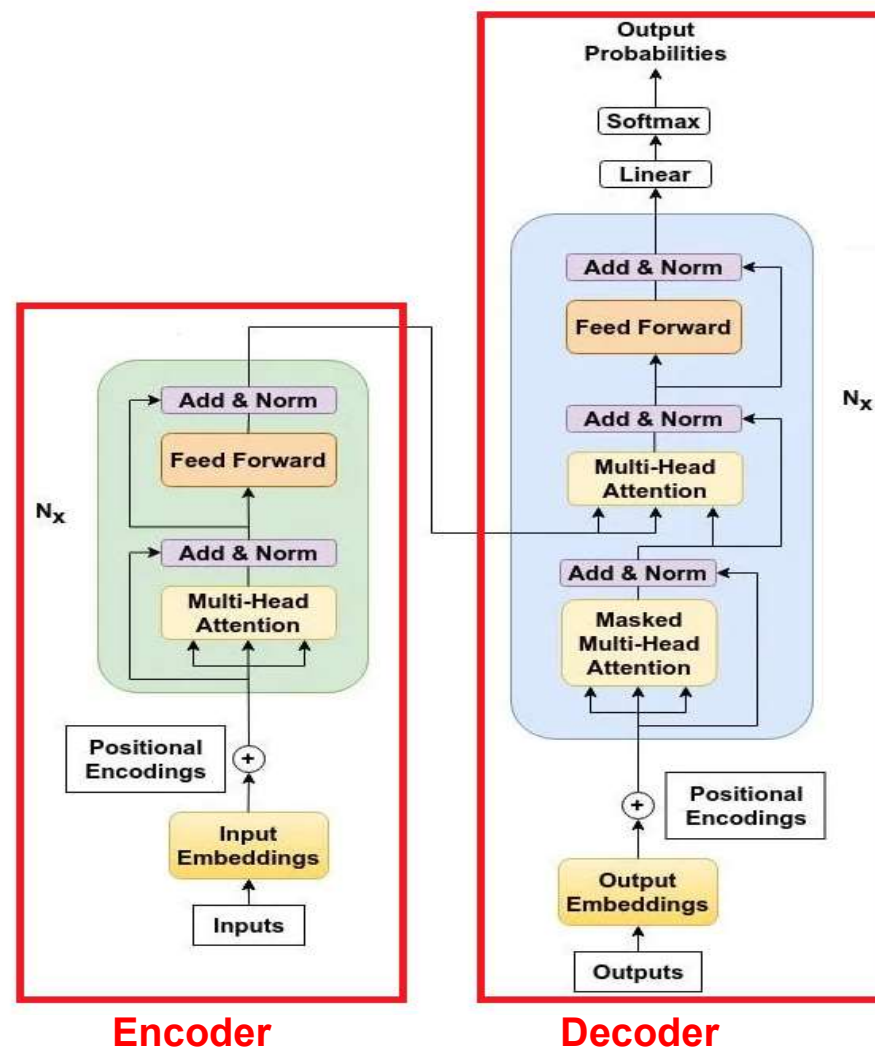 Output
Probabilities
Softmax
Linear
Add & Norm
Feed Forward
Add & Norm
Multi-Head
Attention
Add & Norm
Masked
Multi-Head
Attention
Nx
Positional
Encodings
+
Output
Embeddings
Outputs
Add & Norm
Feed Forward
Add & Norm
Multi-Head
Attention
Nx
Positional
Encodings
+
Input
Embeddings
Inputs
Encoder
Decoder